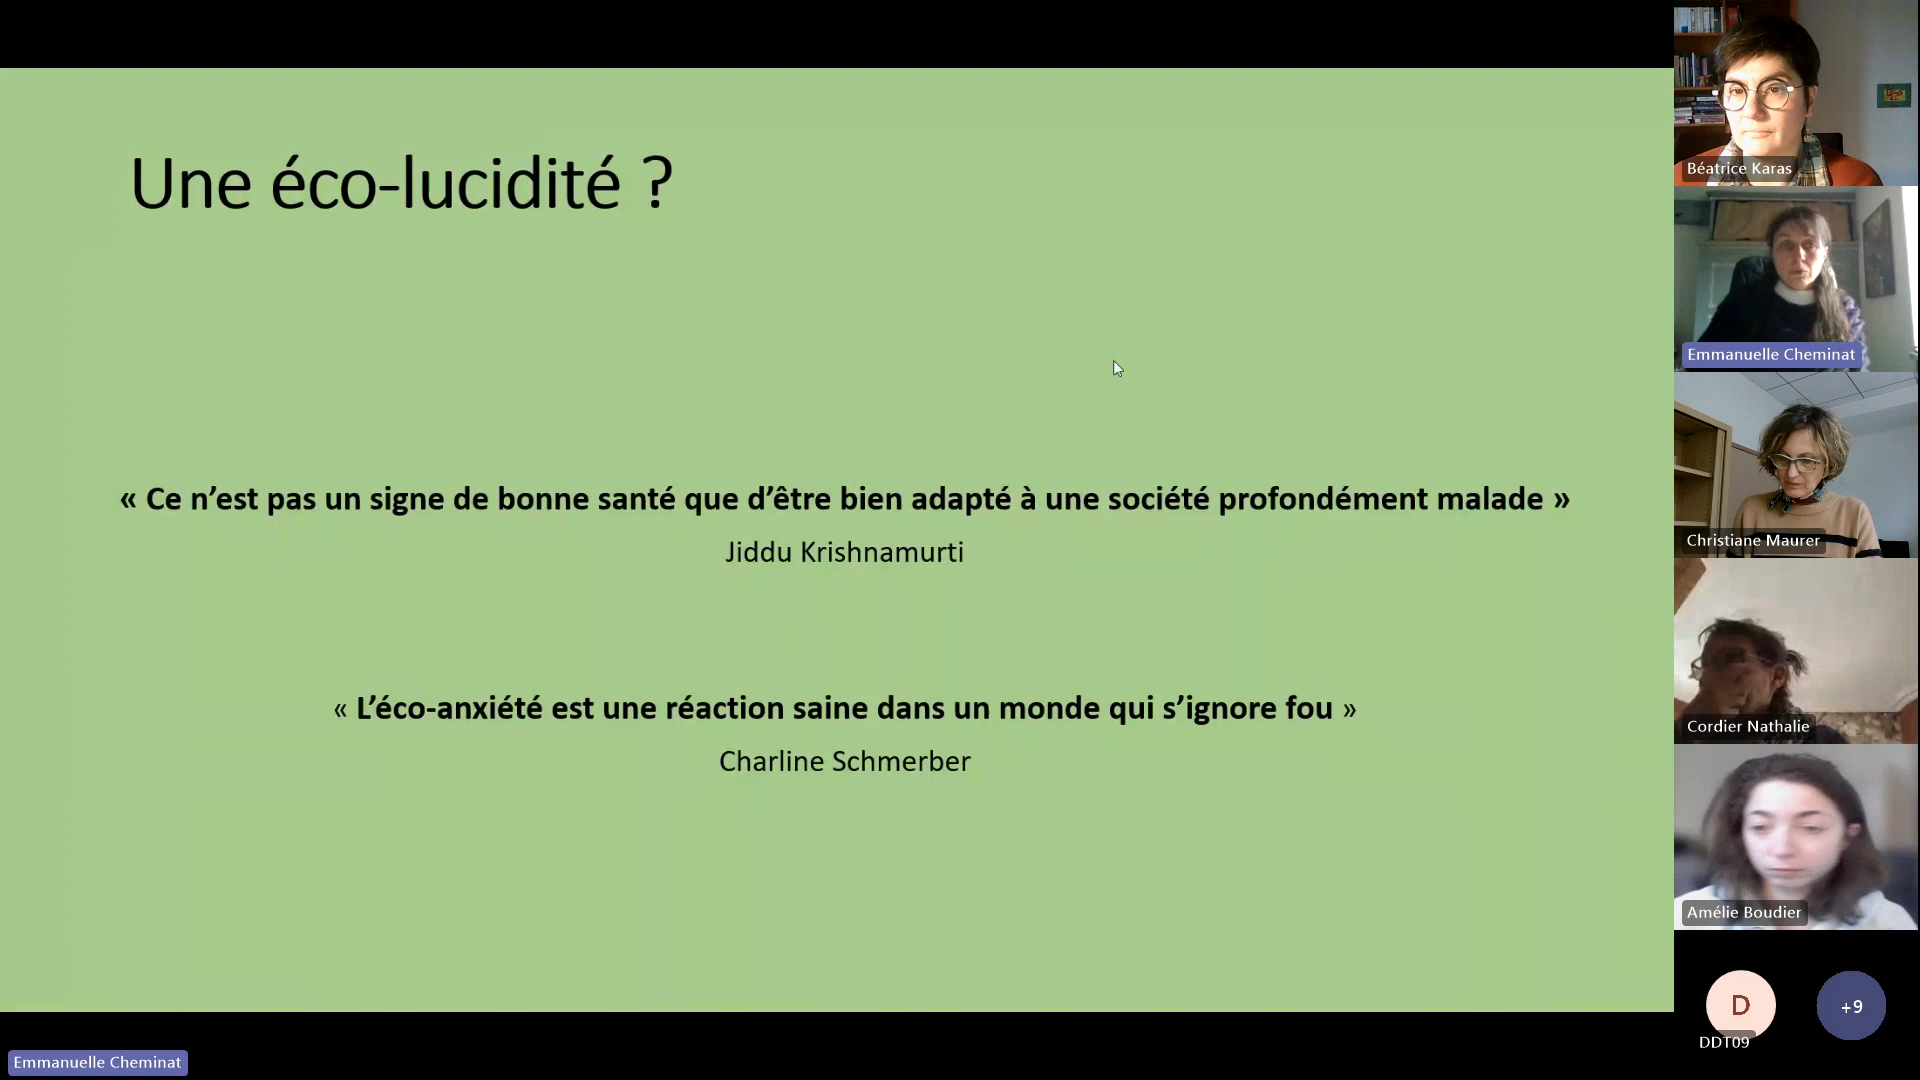 Une éco-lucidité ?
« Ce n’est pas un signe de bonne santé que d’être bien adapté à une société profondément malade »
Jiddu Krishnamurti
« L’éco-anxiété est une réaction saine dans un monde qui s’ignore fou »
Charline Schmerber
Béatrice Karas
Emmanuelle Cheminat
Christiane Maurer
Cordier Nathalie
Amélie Boudier
D
DDT09
+9
Emmanuelle Cheminat